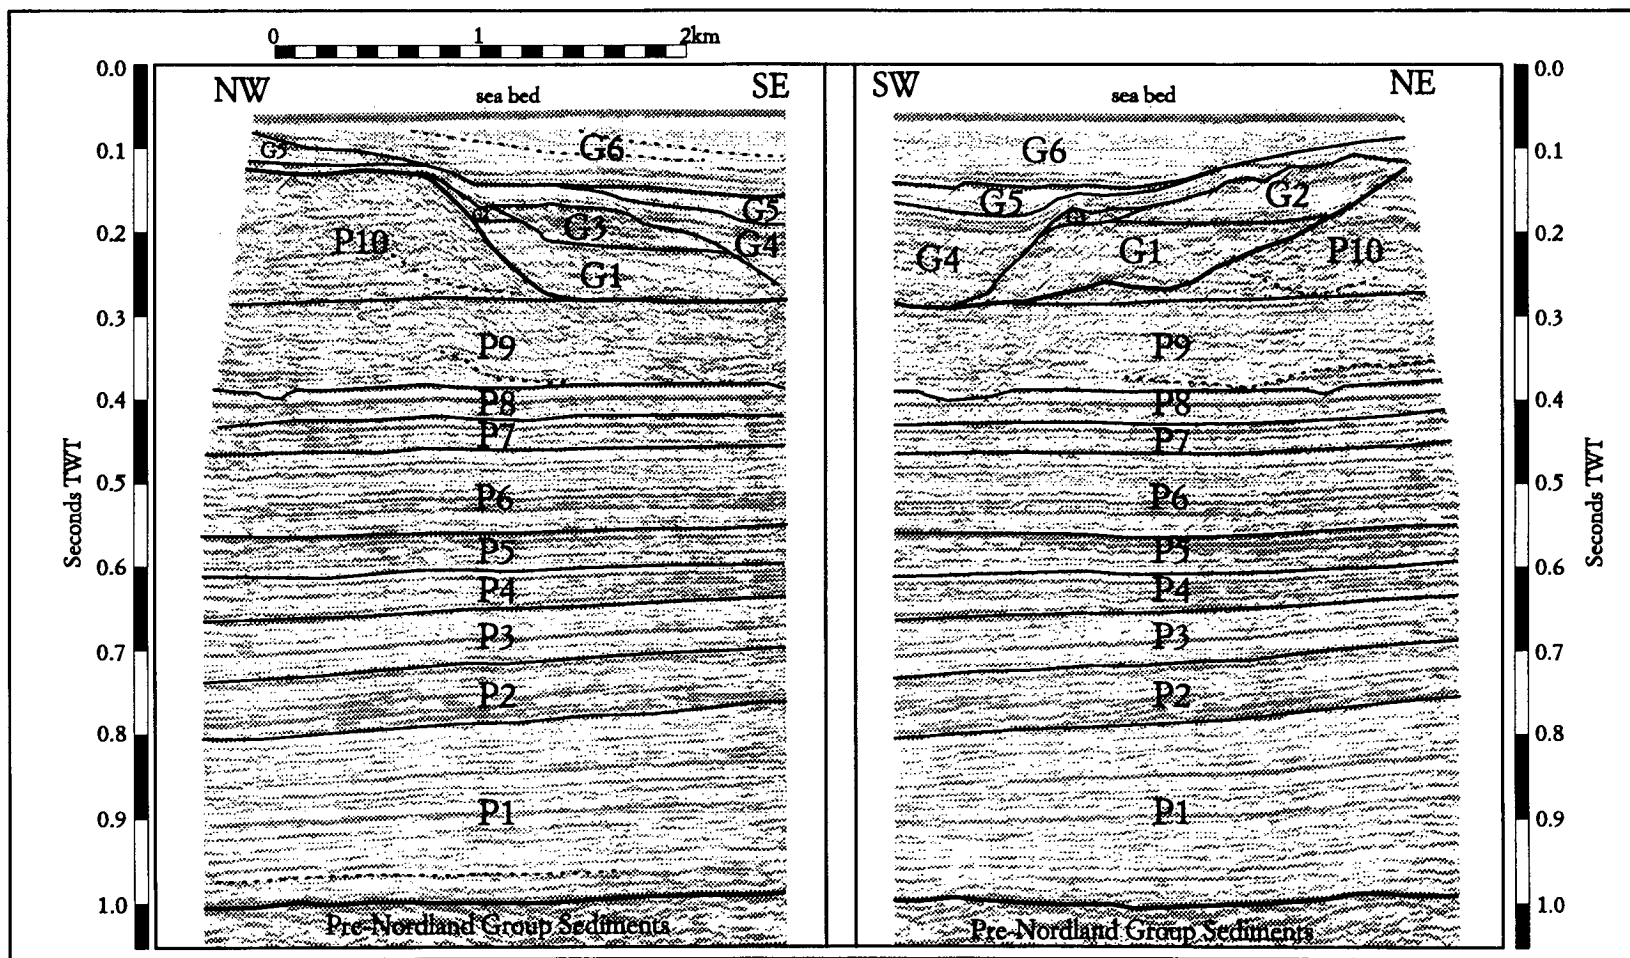 0 1 2km
0.0
NW sea bed SE
0.1
G5
G6
G5
0.2
P10
G3
G4
G1
0.3
P9
0.4
P8
P7
0.5
P6
P5
0.6
P4
P3
0.7
P2
0.8
P1
0.9
1.0
Pre-Nordland Group Sediments
Seconds TWT
SW sea bed NE
0.0
G6
0.1
G5
G2
0.2
G4
G1
P10
0.3
P9
0.4
P8
P7
0.5
P6
P5
0.6
P4
P3
0.7
P2
0.8
P1
0.9
1.0
Pre-Nordland Group Sediments
Seconds TWT